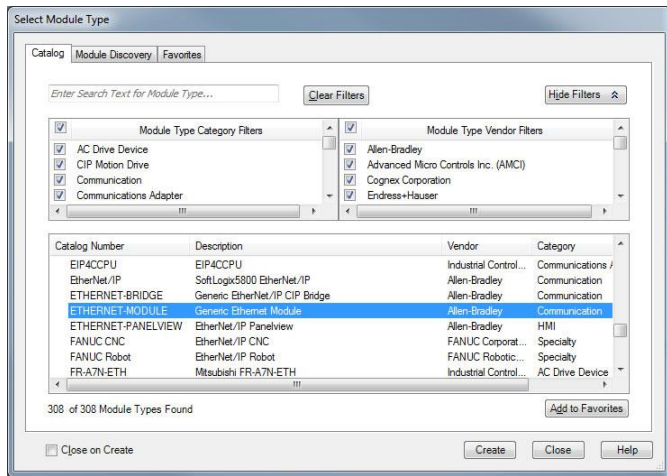 Select Module Type
Catalog Module Discovery Favorites
Enter Search Text for Module Type... Clear Filters Hide Filters
Module Type Category Filters Module Type Vendor Filters
AC Drive Device Allen-Bradley
CIP Motion Drive Advanced Micro Controls Inc. (AMCI)
Communication Cognex Corporation
Communications Adapter Endress+Hauser
Catalog Number Description Vendor Category
EIP4CCPU EIP4CCPU Industrial Control... Communications A
EtherNet/IP SoftLogix5800 EtherNet/IP Allen-Bradley Communication
ETHERNET-BRIDGE Generic EtherNet/IP CIP Bridge Allen-Bradley Communication
ETHERNET-MODULE Generic Ethernet Module Allen-Bradley Communication
ETHERNET-PANELVIEW EtherNet/IP Panelview Allen-Bradley HMI
FANUC CNC EtherNet/IP CNC FANUC Corporat... Specialty
FANUC Robot EtherNet/IP Robot FANUC Robotic... Specialty
FR-A7N-ETH Mitsubishi FR-A7N-ETH Industrial Control... AC Drive Device
308 of 308 Module Types Found Add to Favorites
Close on Create Create Close Help